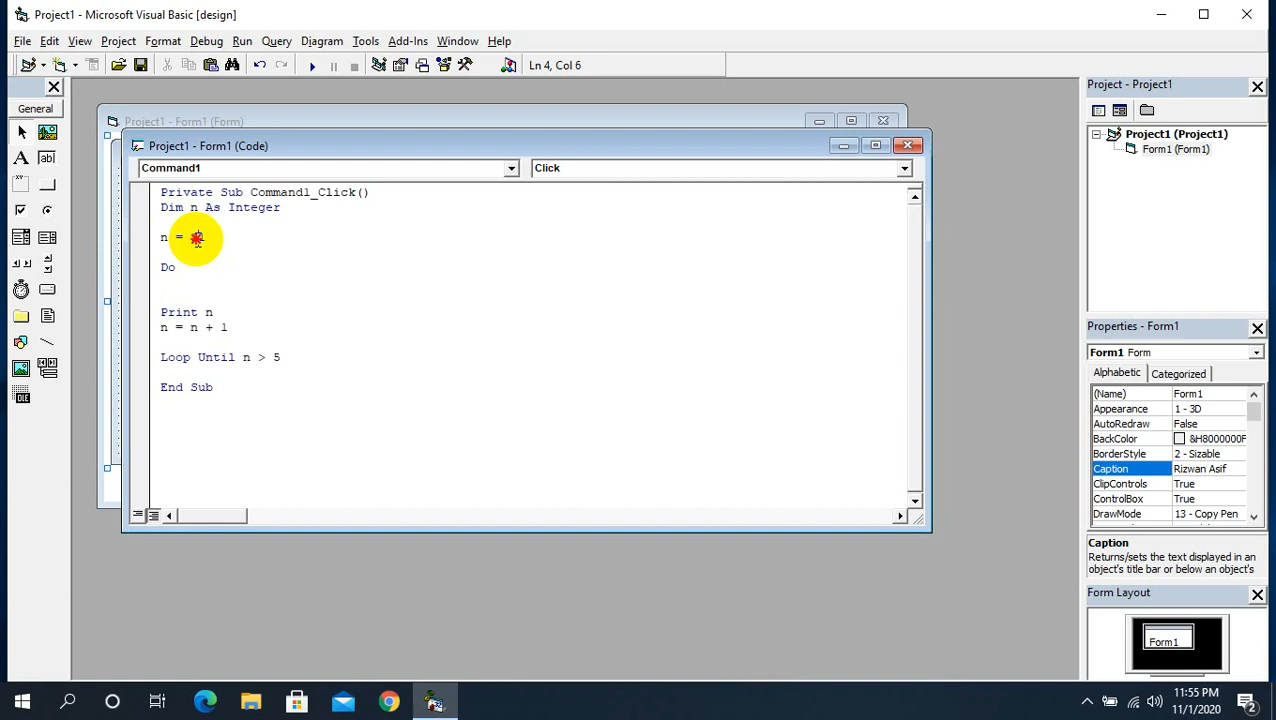 Project1 - Microsoft Visual Basic [design]
File Edit View Project Format Debug Run Query Diagram Tools Add-Ins Window Help
Ln 4, Col 6
General
Project1 - Form1 (Form)
Project1 - Form1 (Code)
Command1 Click
Private Sub Command1_Click()
Dim n As Integer
n =
Do
Print n
n = n + 1
Loop Until n > 5
End Sub
Project - Project1
Project1 (Project1)
Form1 (Form1)
Properties - Form1
Form1 Form
Alphabetic Categorized
(Name) Form1
Appearance 1 - 3D
AutoRedraw False
BackColor &H8000000F
BorderStyle 2 - Sizable
Caption Rizwan Asif
ClipControls True
ControlBox True
DrawMode 13 - Copy Pen
Caption
Returns/sets the text displayed in an
object's title bar or below an object's
Form Layout
Form1
11:55 PM
11/1/2020
2